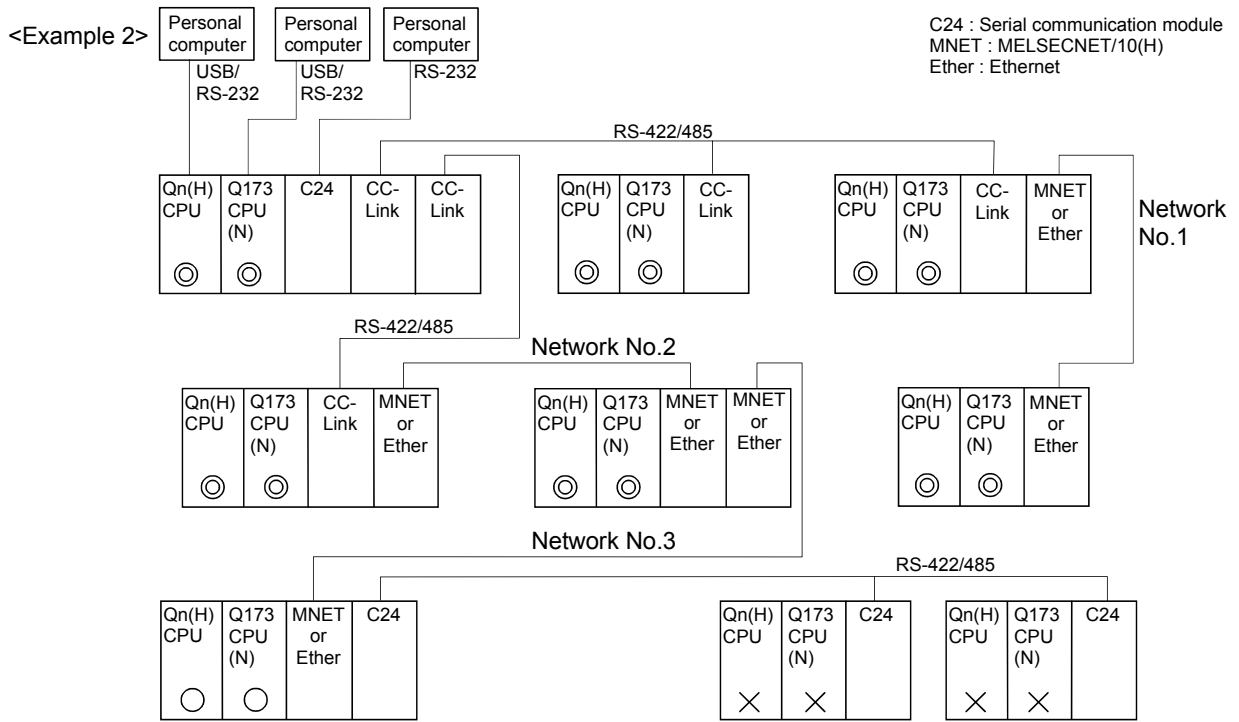 <Example 2>
Personal
computer
Personal
computer
Personal
computer
C24 : Serial communication module
MNET : MELSECNET/10(H)
Ether : Ethernet
USB/
RS-232
USB/
RS-232
RS-232
RS-422/485
Qn(H)
CPU
Q173
CPU
(N)
C24
CC-
Link
CC-
Link
Qn(H)
CPU
Q173
CPU
(N)
CC-
Link
Qn(H)
CPU
Q173
CPU
(N)
CC-
Link
MNET
or
Ether
Network
No.1
RS-422/485
Network No.2
Qn(H)
CPU
Q173
CPU
(N)
CC-
Link
MNET
or
Ether
Qn(H)
CPU
Q173
CPU
(N)
MNET
or
Ether
MNET
or
Ether
Qn(H)
CPU
Q173
CPU
(N)
MNET
or
Ether
Network No.3
RS-422/485
Qn(H)
CPU
Q173
CPU
(N)
MNET
or
Ether
C24
Qn(H)
CPU
Q173
CPU
(N)
C24
Qn(H)
CPU
Q173
CPU
(N)
C24